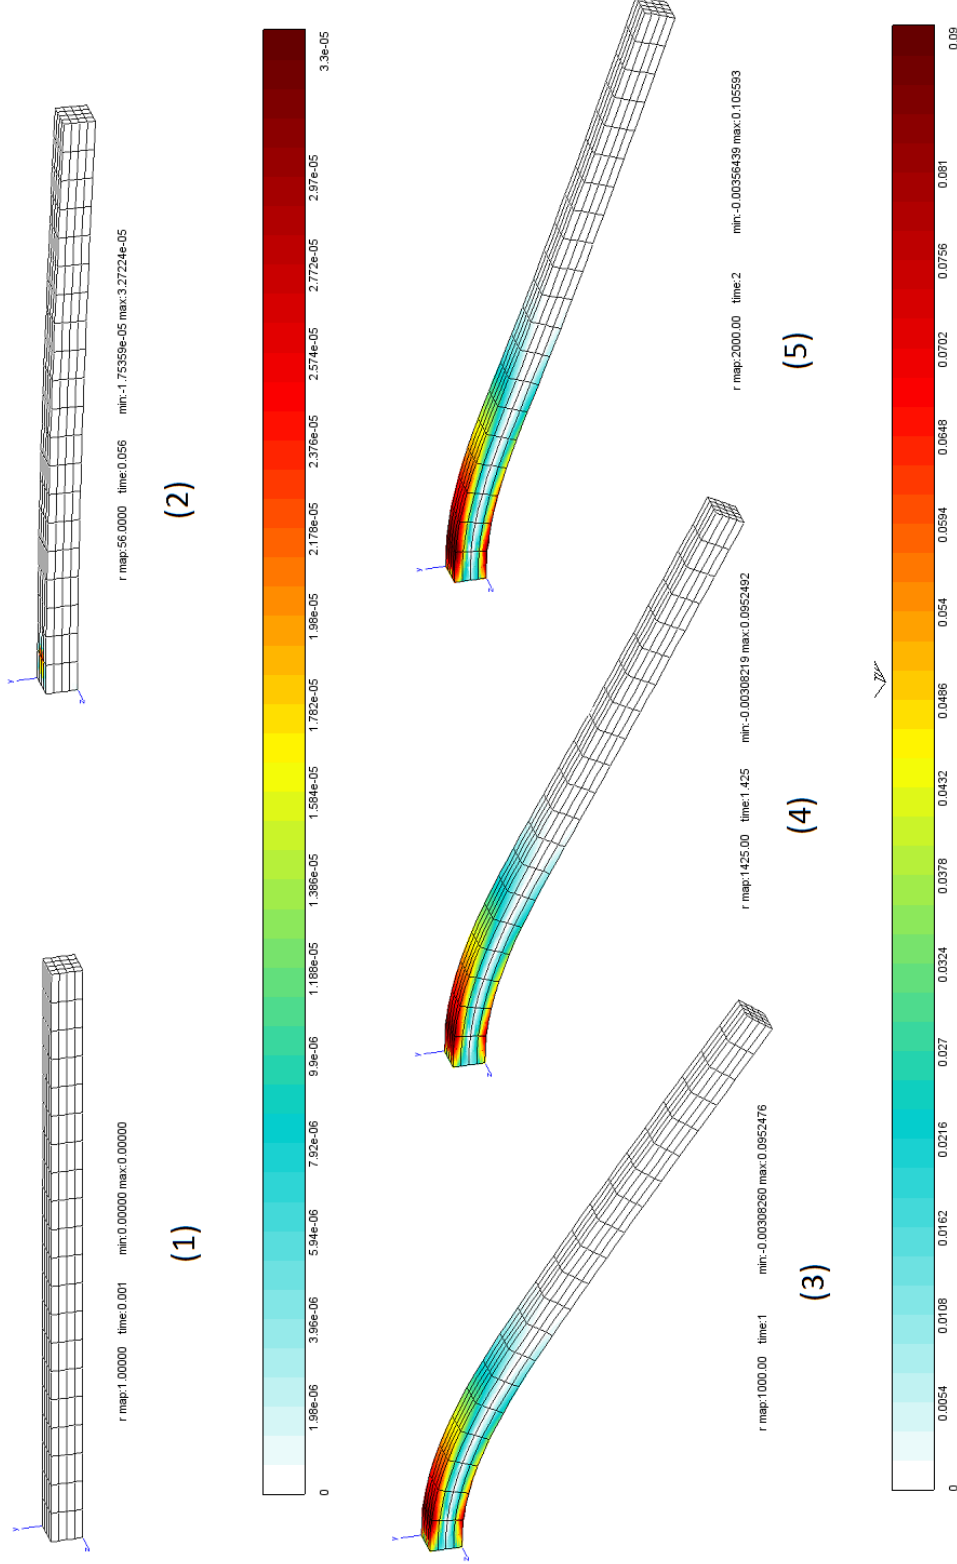 y
z
r map:1.00000 time:0.001 min:0.00000 max:0.00000
(1)
y
z
r map:56.0000 time:0.056 min:-1.75359e-05 max:3.27224e-05
(2)
0 1.98e-06 3.96e-06 5.94e-06 7.92e-06 9.9e-06 1.188e-05 1.386e-05 1.584e-05 1.782e-05 1.98e-05 2.178e-05 2.376e-05 2.574e-05 2.772e-05 2.97e-05 3.3e-05
y
z
r map:1000.00 time:1 min:-0.00308260 max:0.0952476
(3)
y
z
r map:1425.00 time:1.425 min:-0.00308219 max:0.0952492
(4)
y
z
r map:2000.00 time:2 min:-0.00356439 max:0.105593
(5)
0 0.0054 0.0108 0.0162 0.0216 0.027 0.0324 0.0378 0.0432 0.0486 0.054 0.0594 0.0648 0.0702 0.0756 0.081 0.09